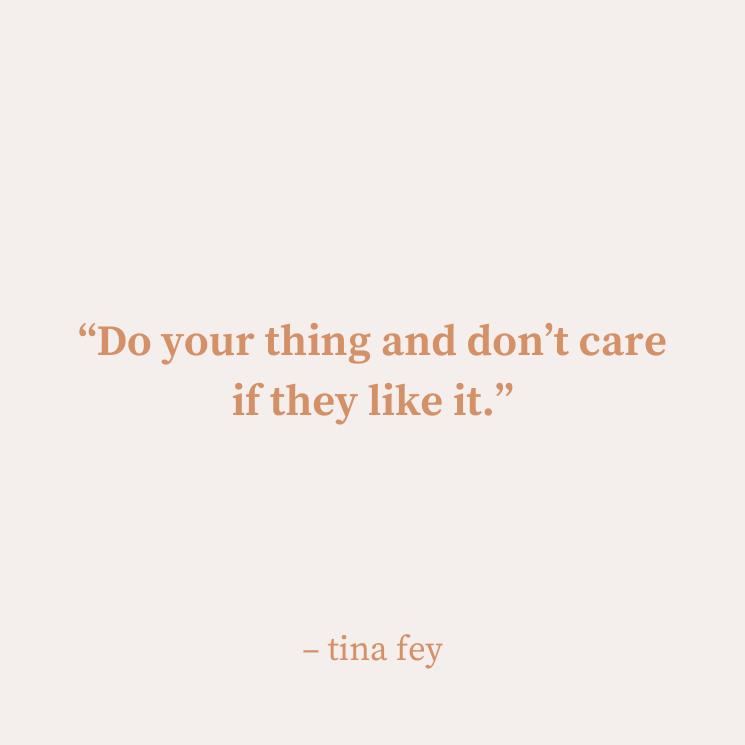 “Do your thing and don’t care
if they like it.”
– tina fey